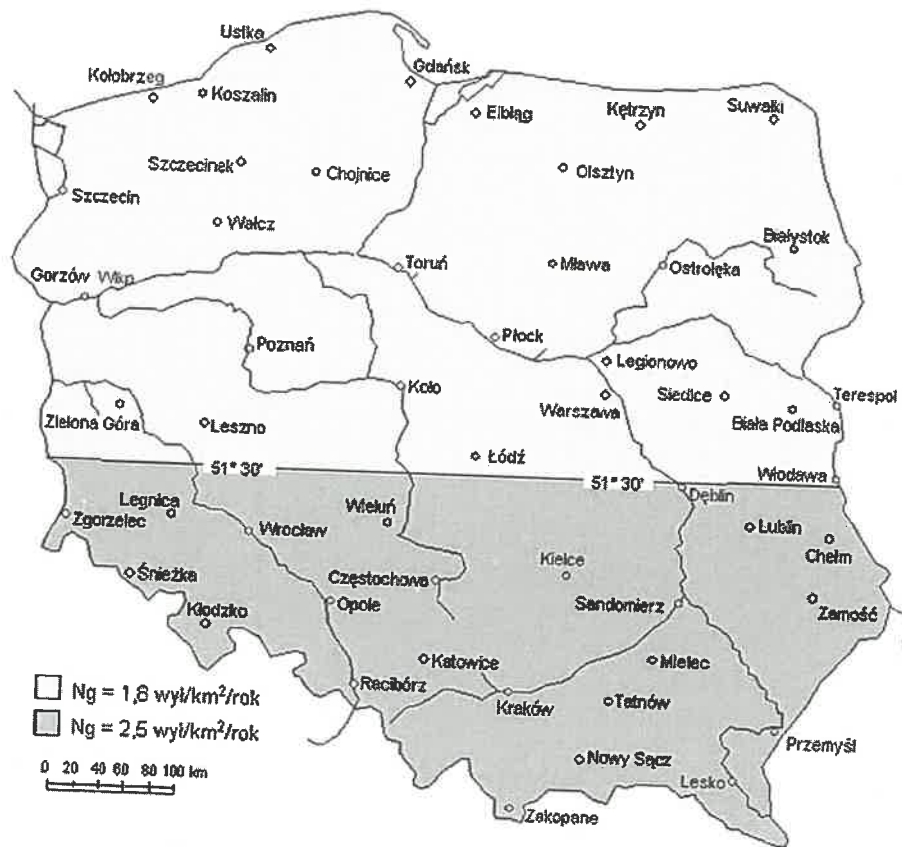 Ustka
Gdańsk
Kołobrzeg
Koszalin
Elbląg
Kętrzyn
Suwałki
Szczecinek
Chojnice
Olsztyn
Szczecin
Wałcz
Białystok
Gorzów Wlkp
Toruń
Mława
Ostrołęka
Płock
Poznań
Legionowo
Koło
Siedlce
Terespol
Warszawa
Zielona Góra
Leszno
Biała Podlaska
Łódź
51° 30'
51° 30'
Włodawa
Dęblin
Legnica
Wieluń
Zgorzelec
Wrocław
Lublin
Chełm
Śnieżka
Częstochowa
Kielce
Kłodzko
Opole
Sandomierz
Zamość
Katowice
Mielec
Racibórz
Kraków
Tatnów
Ng = 1,8 wył/km²/rok
Ng = 2,5 wył/km²/rok
Przemyśl
Nowy Sącz
Lesko
0 20 40 60 80 100 km
Zakopane